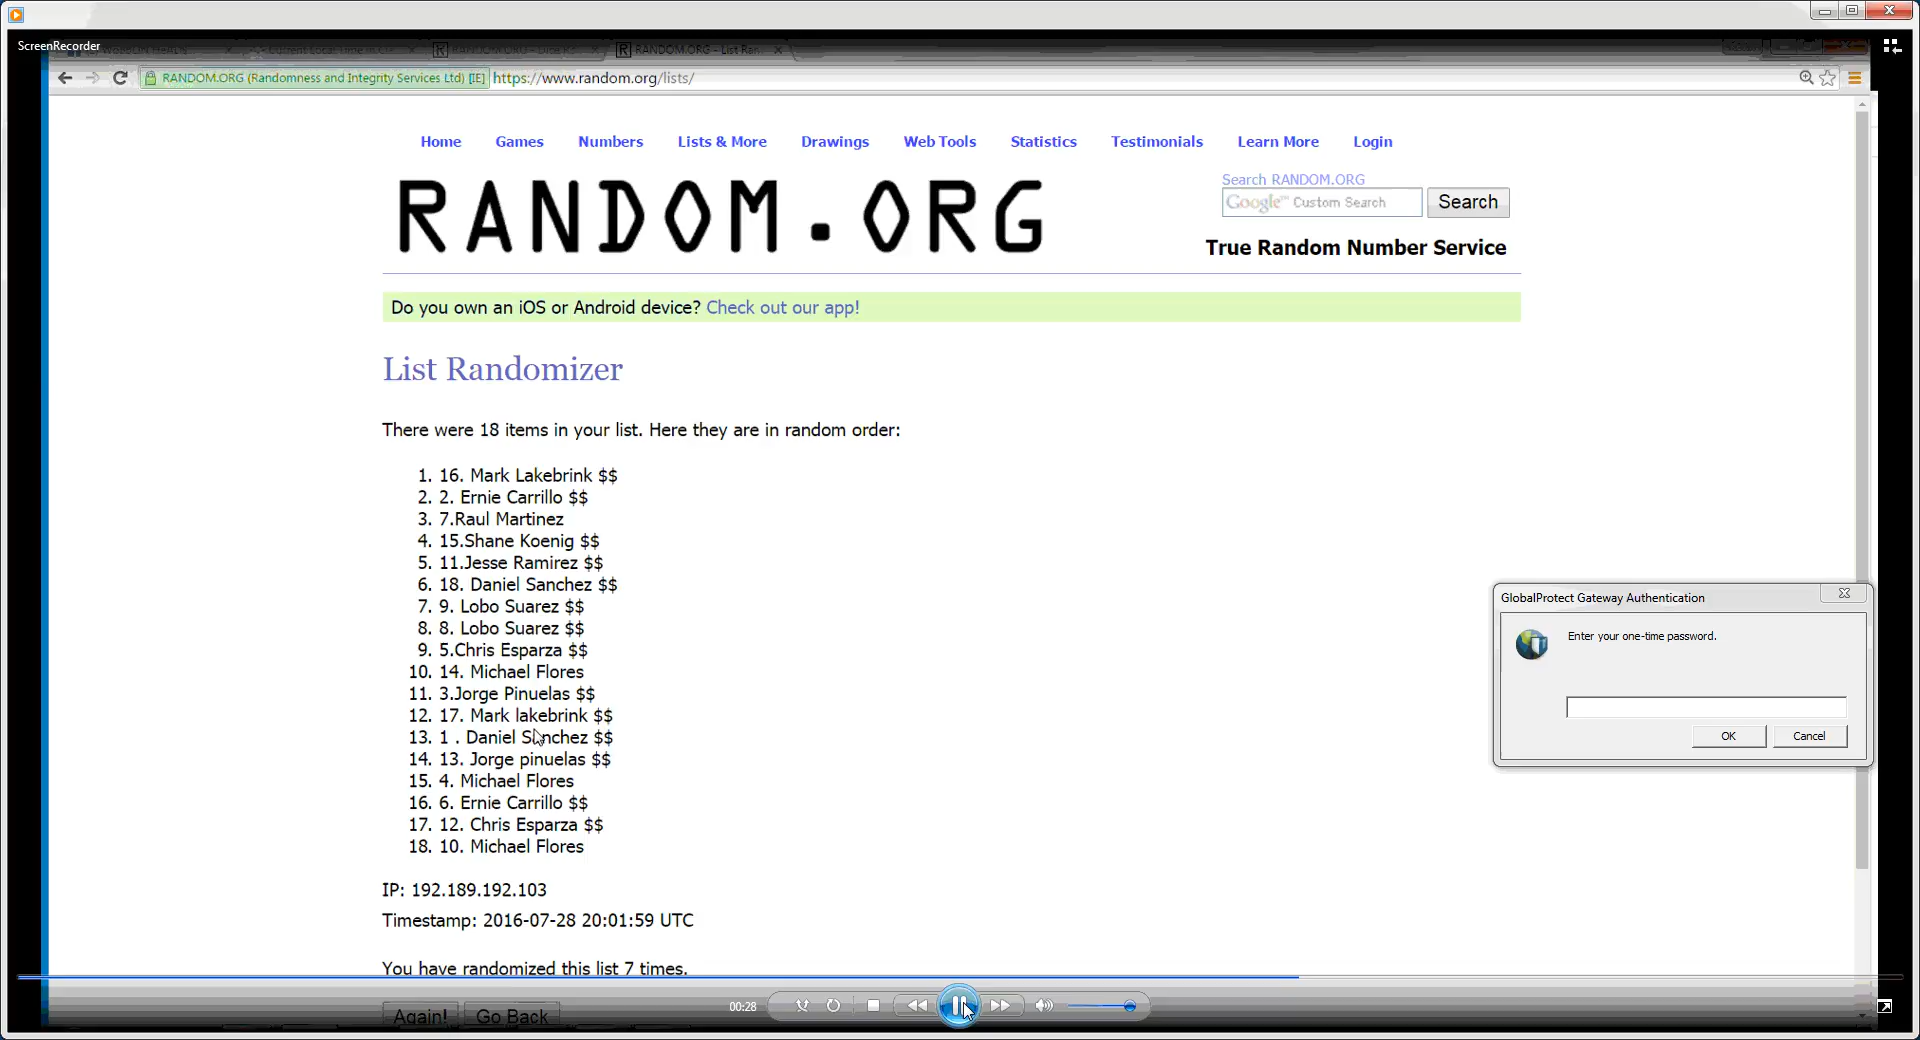 ScreenRecorder
RANDOM.ORG - List Ran...
RANDOM.ORG (Randomness and Integrity Services Ltd) [IE] https://www.random.org/lists/
Home Games Numbers Lists & More Drawings Web Tools Statistics Testimonials Learn More Login
RANDOM.ORG
Search RANDOM.ORG
Google™ Custom Search Search
True Random Number Service
Do you own an iOS or Android device? Check out our app!
List Randomizer
There were 18 items in your list. Here they are in random order:
1. 16. Mark Lakebrink $$
2. 2. Ernie Carrillo $$
3. 7.Raul Martinez
4. 15.Shane Koenig $$
5. 11.Jesse Ramirez $$
6. 18. Daniel Sanchez $$
7. 9. Lobo Suarez $$
8. 8. Lobo Suarez $$
9. 5.Chris Esparza $$
10. 14. Michael Flores
11. 3.Jorge Pinuelas $$
12. 17. Mark lakebrink $$
13. 1 . Daniel Sanchez $$
14. 13. Jorge pinuelas $$
15. 4. Michael Flores
16. 6. Ernie Carrillo $$
17. 12. Chris Esparza $$
18. 10. Michael Flores
GlobalProtect Gateway Authentication
Enter your one-time password.
OK Cancel
IP: 192.189.192.103
Timestamp: 2016-07-28 20:01:59 UTC
You have randomized this list 7 times.
Again! Go Back
00:28